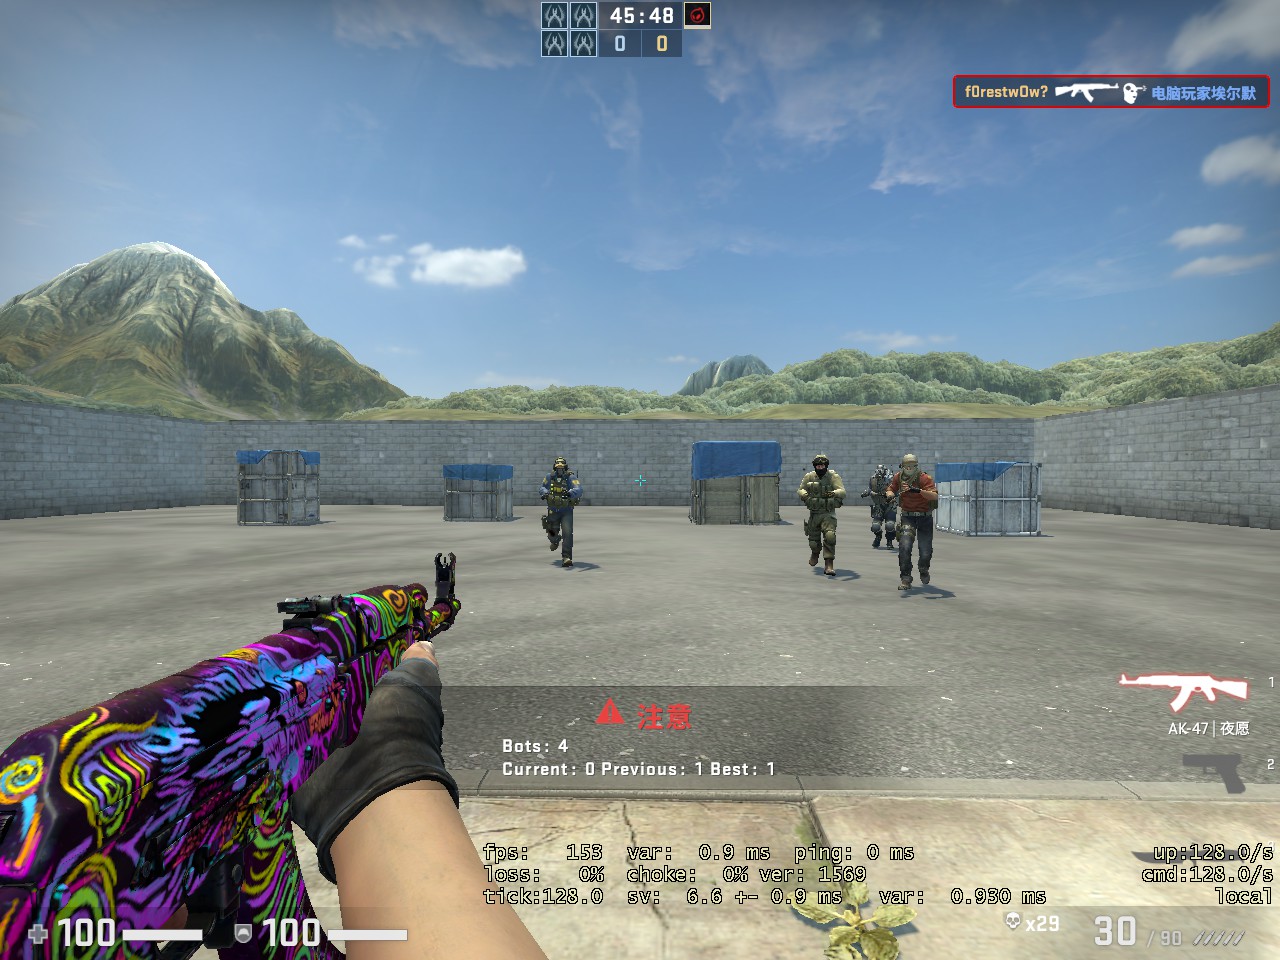 45:48
0 0
f0restw0w? 电脑玩家埃尔默
1
AK-47 | 夜愿
注意
Bots: 4
2
Current: 0 Previous: 1 Best: 1
fps: 153 var: 0.9 ms ping: 0 ms up:128.0/s
loss: 0% choke: 0% ver: 1569 cmd:128.0/s
tick:128.0 sv: 6.6 +- 0.9 ms var: 0.930 ms local
100 100 x29 30 / 90